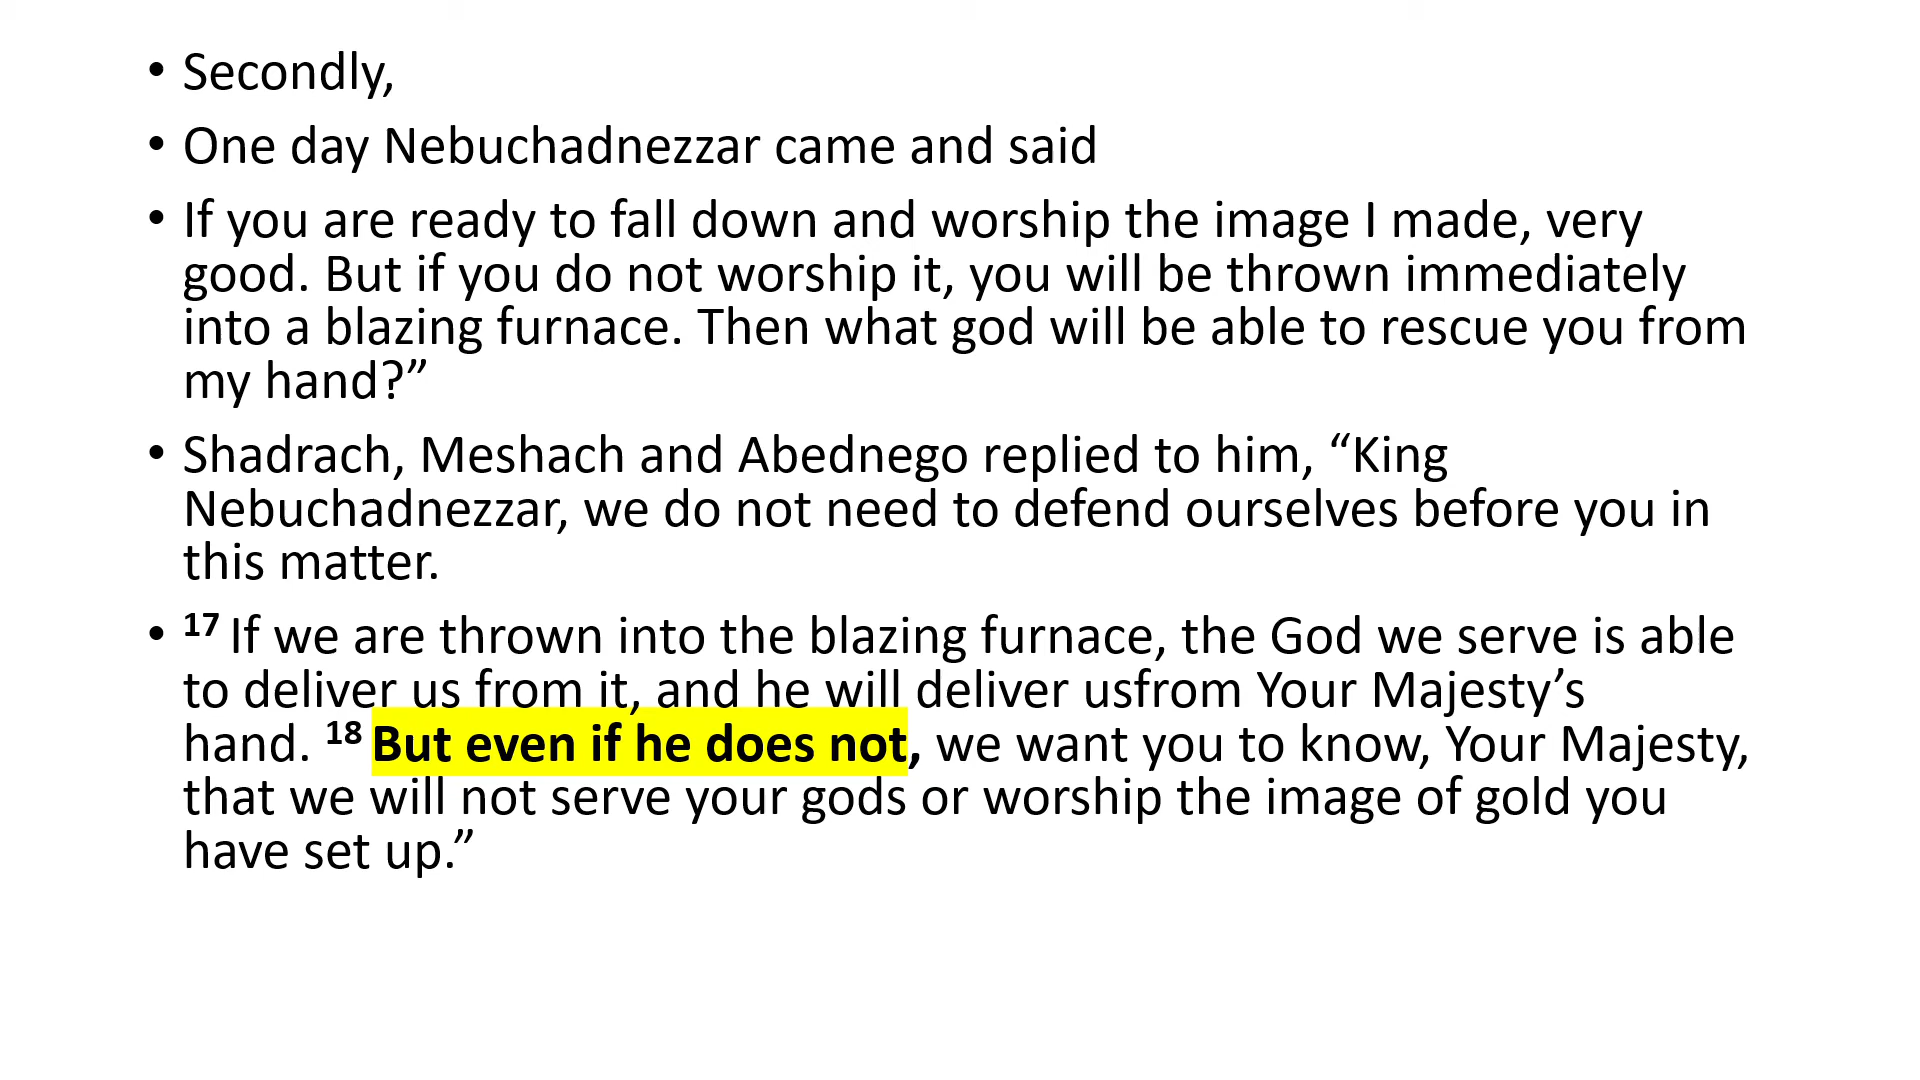 • Secondly,
• One day Nebuchadnezzar came and said
• If you are ready to fall down and worship the image I made, very
good. But if you do not worship it, you will be thrown immediately
into a blazing furnace. Then what god will be able to rescue you from
my hand?”
• Shadrach, Meshach and Abednego replied to him, “King
Nebuchadnezzar, we do not need to defend ourselves before you in
this matter.
• 17 If we are thrown into the blazing furnace, the God we serve is able
to deliver us from it, and he will deliver usfrom Your Majesty’s
hand. 18 But even if he does not, we want you to know, Your Majesty,
that we will not serve your gods or worship the image of gold you
have set up.”